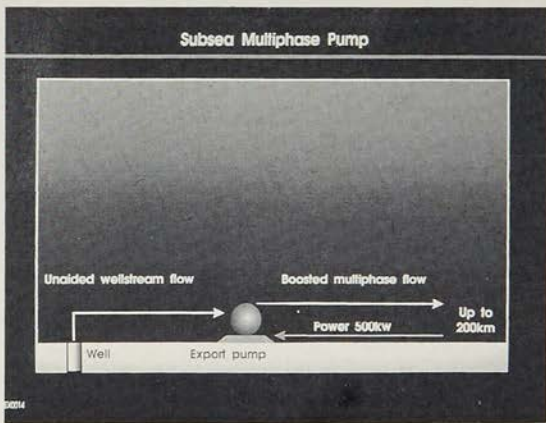 Subsea Multiphase Pump
Unaided wellstream flow
Boosted multiphase flow
Up to
200km
Power 500kw
Well
Export pump